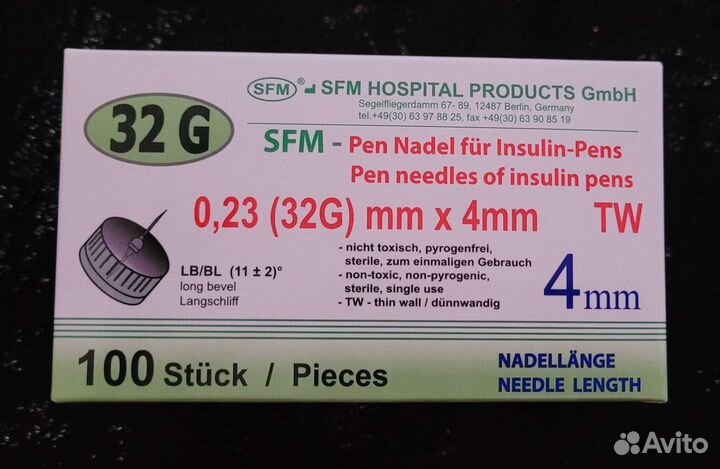 SFM® SFM HOSPITAL PRODUCTS GmbH
Segelfliegerdamm 67- 89, 12487 Berlin, Germany
tel.+49(30) 63 97 88 25, fax +49(30) 63 90 85 19
32 G
SFM - Pen Nadel für Insulin-Pens
Pen needles of insulin pens
0,23 (32G) mm x 4mm TW
LB/BL (11 ± 2)°
long bevel
Langschliff
- nicht toxisch, pyrogenfrei,
sterile, zum einmaligen Gebrauch
- non-toxic, non-pyrogenic,
sterile, single use
- TW - thin wall / dünnwandig
4mm
100 Stück / Pieces
NADELLÄNGE
NEEDLE LENGTH
Avito